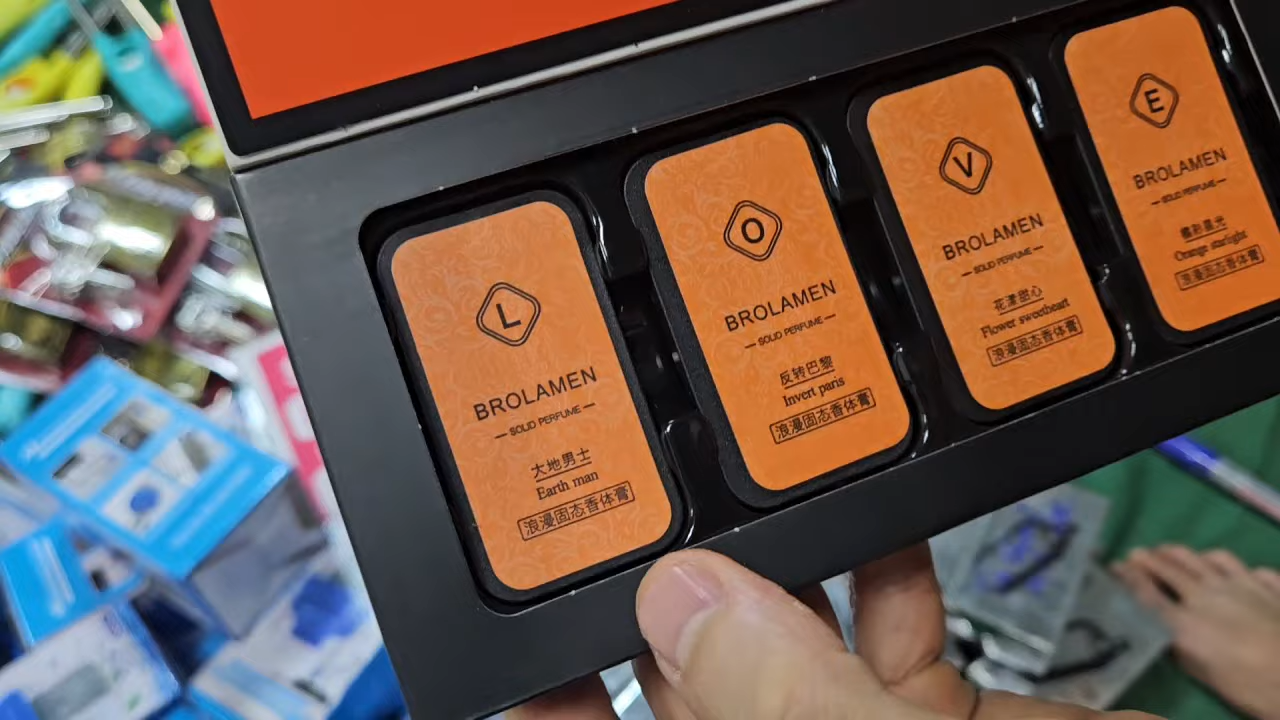 L
BROLAMEN
SOLID PERFUME
大地男士
Earth man
浪漫固态香体膏
O
BROLAMEN
SOLID PERFUME
反转巴黎
Invert paris
浪漫固态香体膏
V
BROLAMEN
SOLID PERFUME
花漾甜心
Flower sweetheart
浪漫固态香体膏
E
BROLAMEN
SOLID PERFUME
Orange starlight
浪漫固态香体膏